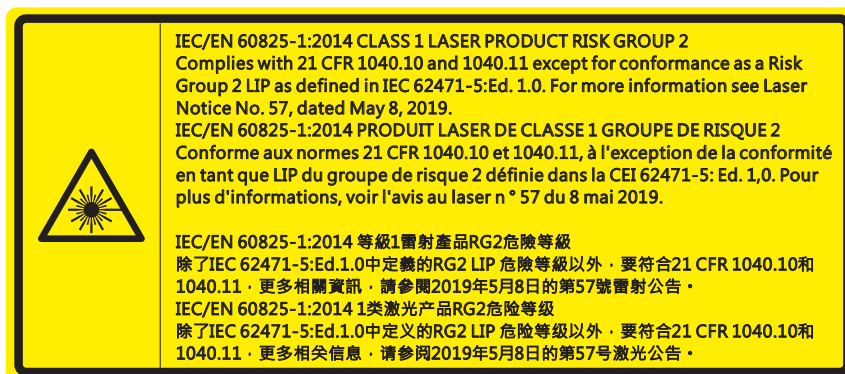 IEC/EN 60825-1:2014 CLASS 1 LASER PRODUCT RISK GROUP 2
Complies with 21 CFR 1040.10 and 1040.11 except for conformance as a Risk
Group 2 LIP as defined in IEC 62471-5:Ed. 1.0. For more information see Laser
Notice No. 57, dated May 8, 2019.
IEC/EN 60825-1:2014 PRODUIT LASER DE CLASSE 1 GROUPE DE RISQUE 2
Conforme aux normes 21 CFR 1040.10 et 1040.11, à l'exception de la conformité
en tant que LIP du groupe de risque 2 définie dans la CEI 62471-5: Ed. 1,0. Pour
plus d'informations, voir l'avis au laser n ° 57 du 8 mai 2019.
IEC/EN 60825-1:2014 等級1雷射產品RG2危險等級
除了IEC 62471-5:Ed.1.0中定義的RG2 LIP 危險等級以外，要符合21 CFR 1040.10和
1040.11，更多相關資訊，請參閱2019年5月8日的第57號雷射公告。
IEC/EN 60825-1:2014 1类激光产品RG2危险等级
除了IEC 62471-5:Ed.1.0中定义的RG2 LIP 危险等级以外，要符合21 CFR 1040.10和
1040.11，更多相关信息，请参阅2019年5月8日的第57号激光公告。